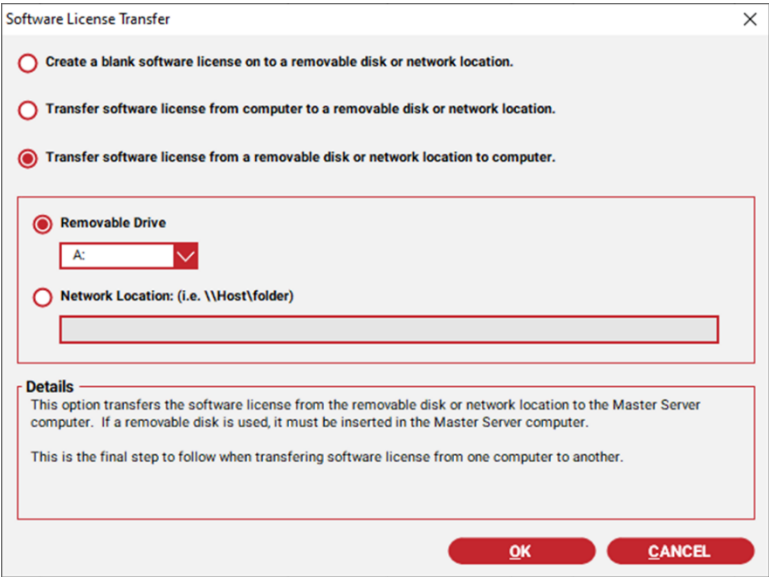 Software License Transfer
Create a blank software license on to a removable disk or network location.
Transfer software license from computer to a removable disk or network location.
Transfer software license from a removable disk or network location to computer.
Removable Drive
A:
Network Location: (i.e. \\Host\folder)
Details
This option transfers the software license from the removable disk or network location to the Master Server
computer.  If a removable disk is used, it must be inserted in the Master Server computer.
This is the final step to follow when transfering software license from one computer to another.
OK
CANCEL